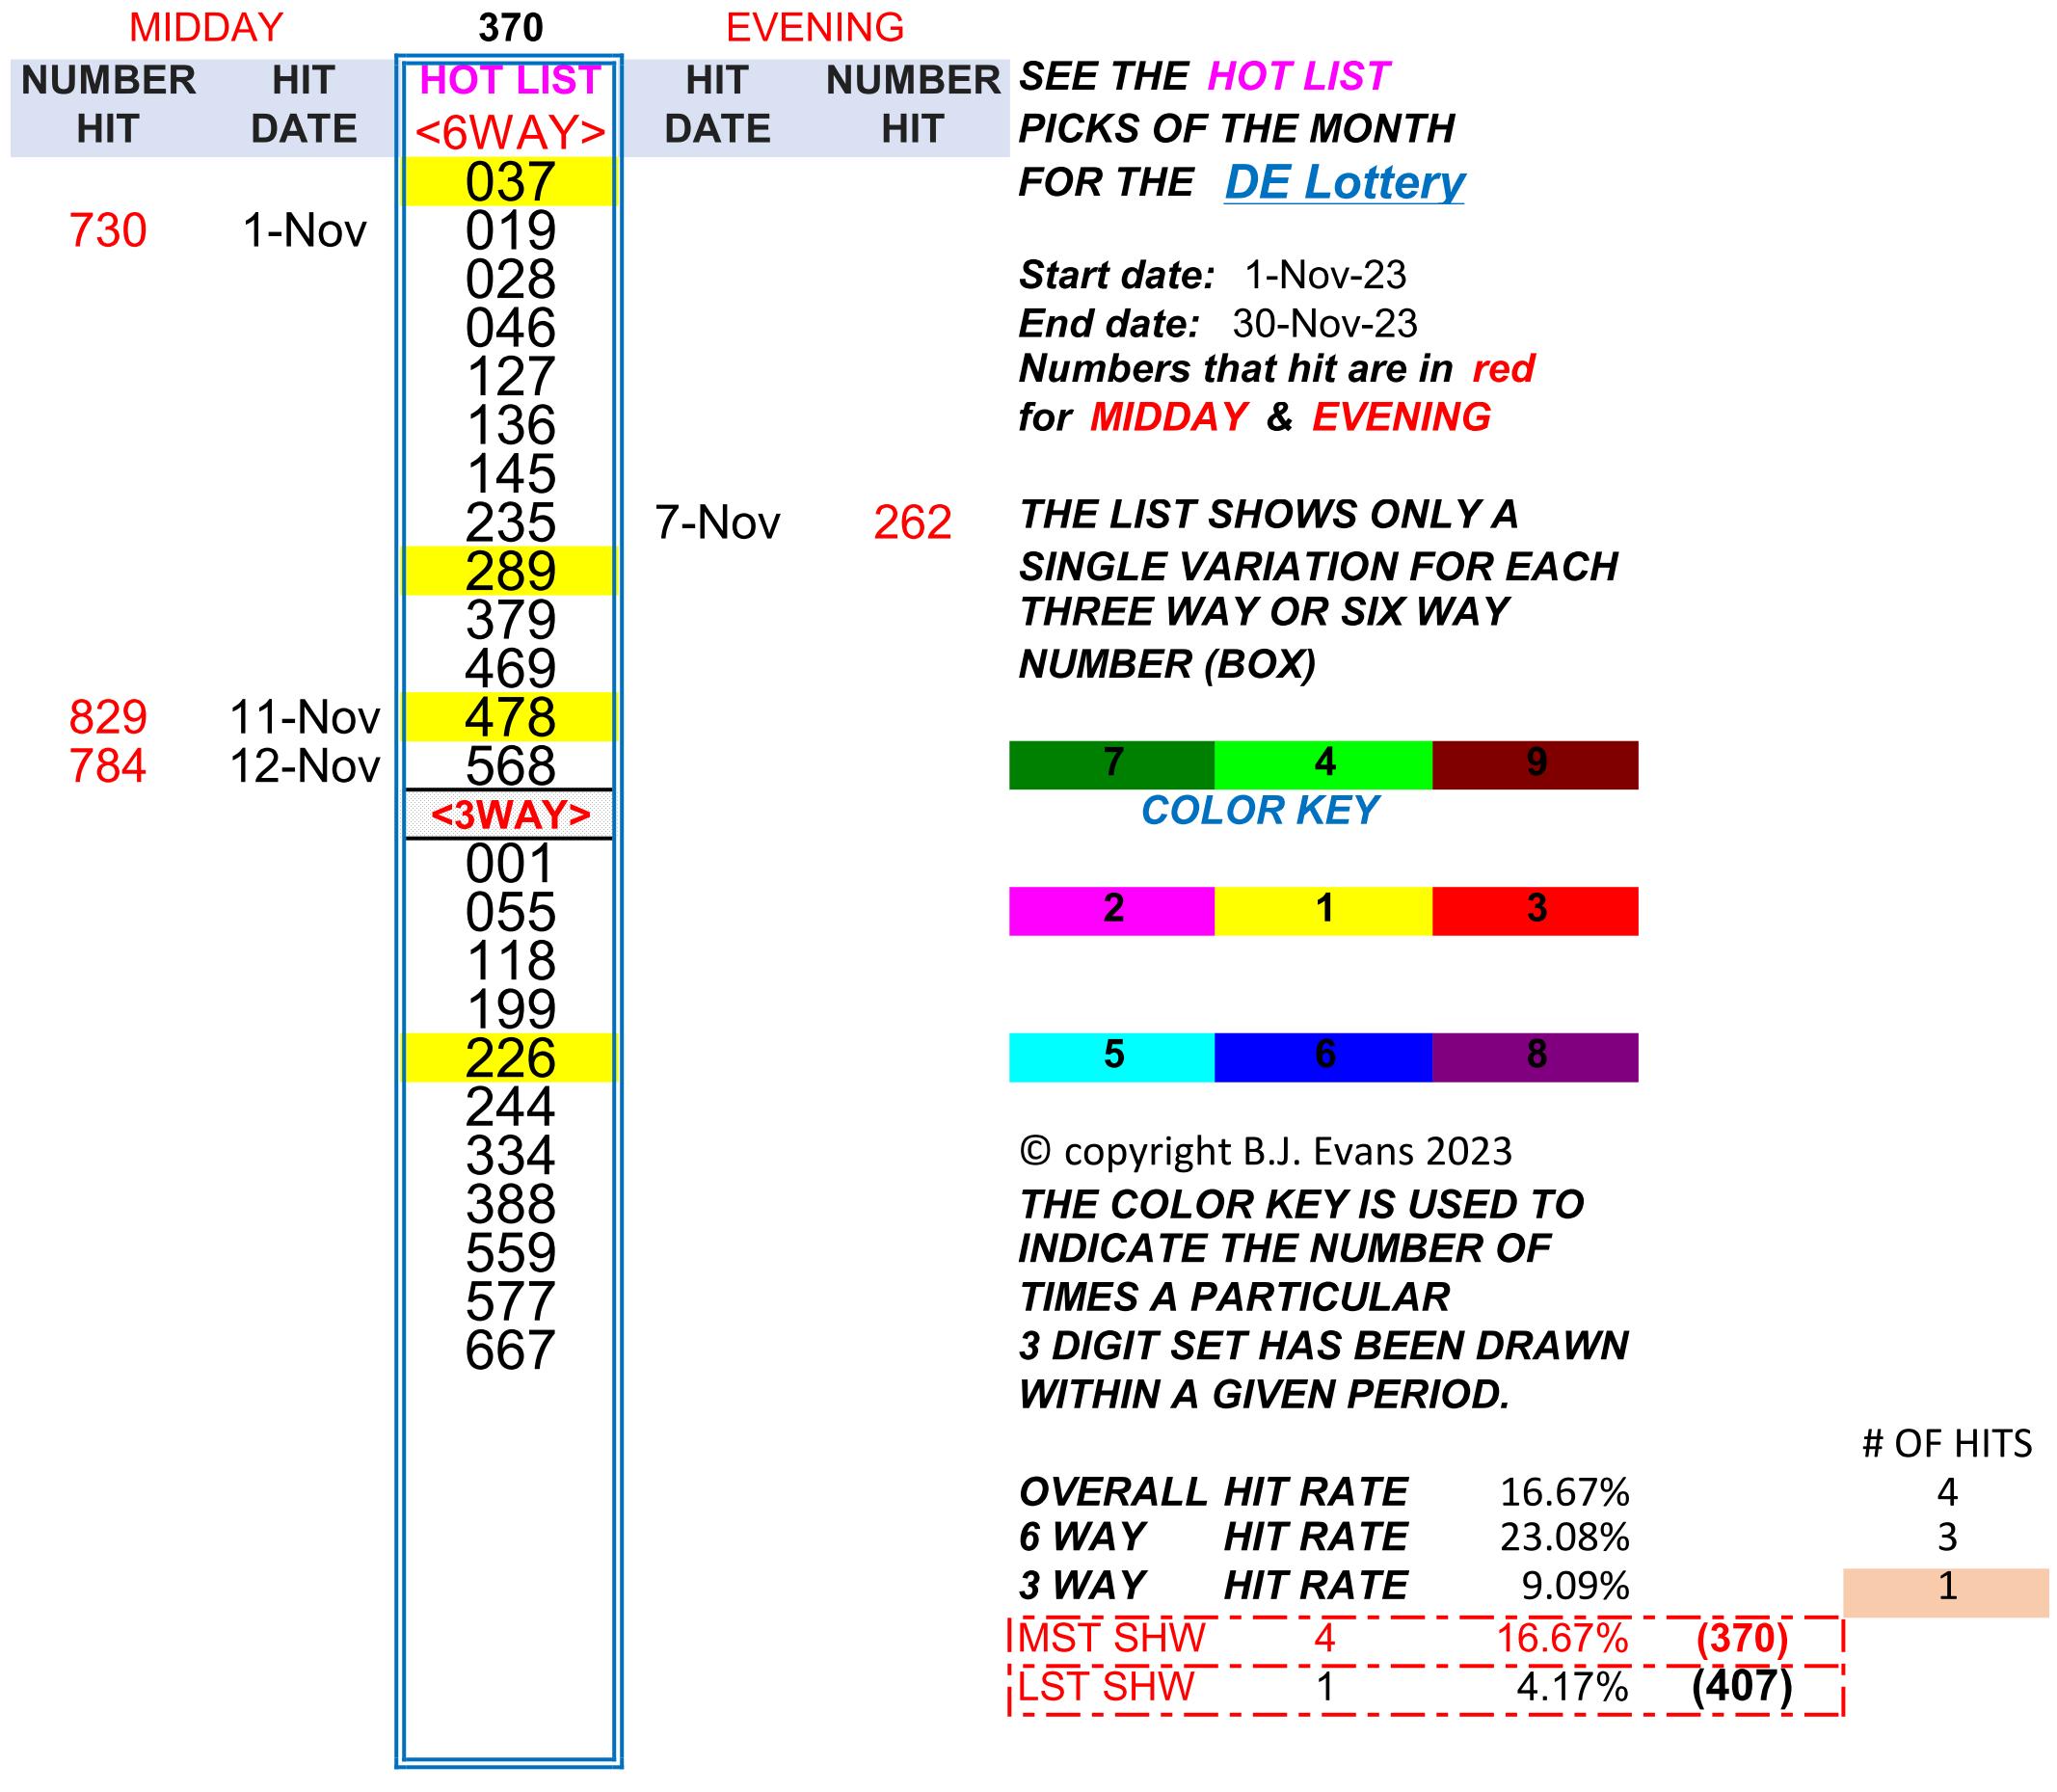 MIDDAY 370 EVENING
NUMBER HIT HOT LIST HIT NUMBER SEE THE HOT LIST
HIT DATE <6WAY> DATE HIT PICKS OF THE MONTH
037 FOR THE DE Lottery
730 1-Nov 019
028 Start date: 1-Nov-23
046 End date: 30-Nov-23
127 Numbers that hit are in red
136 for MIDDAY & EVENING
145
235 7-Nov 262 THE LIST SHOWS ONLY A
289 SINGLE VARIATION FOR EACH
379 THREE WAY OR SIX WAY
469 NUMBER (BOX)
829 11-Nov 478
784 12-Nov 568 7 4 9
<3WAY> COLOR KEY
001
055 2 1 3
118
199
226 5 6 8
244
334 © copyright B.J. Evans 2023
388 THE COLOR KEY IS USED TO
559 INDICATE THE NUMBER OF
577 TIMES A PARTICULAR
667 3 DIGIT SET HAS BEEN DRAWN
WITHIN A GIVEN PERIOD.
# OF HITS
OVERALL HIT RATE 16.67% 4
6 WAY HIT RATE 23.08% 3
3 WAY HIT RATE 9.09% 1
MST SHW 4 16.67% (370)
LST SHW 1 4.17% (407)